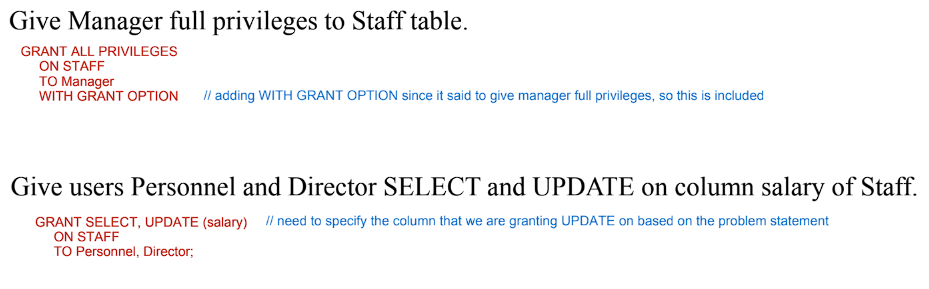 Give Manager full privileges to Staff table.
GRANT ALL PRIVILEGES
ON STAFF
TO Manager
WITH GRANT OPTION // adding WITH GRANT OPTION since it said to give manager full privileges, so this is included
Give users Personnel and Director SELECT and UPDATE on column salary of Staff.
GRANT SELECT, UPDATE (salary) // need to specify the column that we are granting UPDATE on based on the problem statement
ON STAFF
TO Personnel, Director;